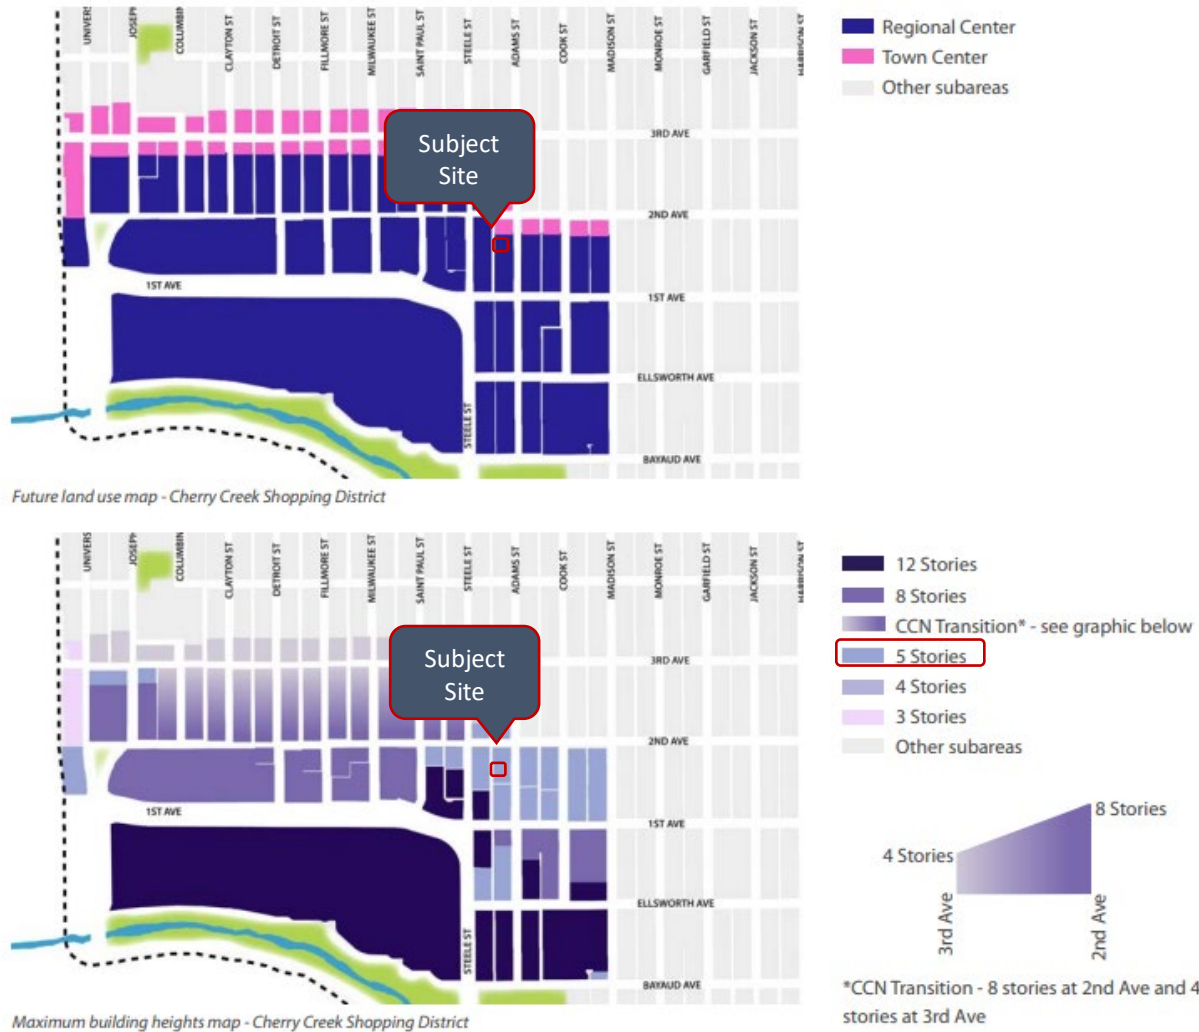 UNIVERS
JOSEPH
COLUMBIN
CLAYTON ST
DETROIT ST
FILLMORE ST
MILWAUKEE ST
SAINT PAUL ST
STEELE ST
ADAMS ST
COOK ST
MADISON ST
MONROE ST
GARFIELD ST
JACKSON ST
HARRISON ST
Regional Center
Town Center
Other subareas
3RD AVE
Subject
Site
2ND AVE
1ST AVE
1ST AVE
ELLSWORTH AVE
STEELE ST
BAYAUD AVE
Future land use map - Cherry Creek Shopping District
UNIVERS
JOSEPH
COLUMBIN
CLAYTON ST
DETROIT ST
FILLMORE ST
MILWAUKEE ST
SAINT PAUL ST
STEELE ST
ADAMS ST
COOK ST
MADISON ST
MONROE ST
GARFIELD ST
JACKSON ST
HARRISON ST
12 Stories
8 Stories
CCN Transition* - see graphic below
5 Stories
4 Stories
3 Stories
Other subareas
3RD AVE
Subject
Site
2ND AVE
1ST AVE
1ST AVE
ELLSWORTH AVE
STEELE ST
BAYAUD AVE
8 Stories
4 Stories
3rd Ave
2nd Ave
*CCN Transition - 8 stories at 2nd Ave and 4
stories at 3rd Ave
Maximum building heights map - Cherry Creek Shopping District